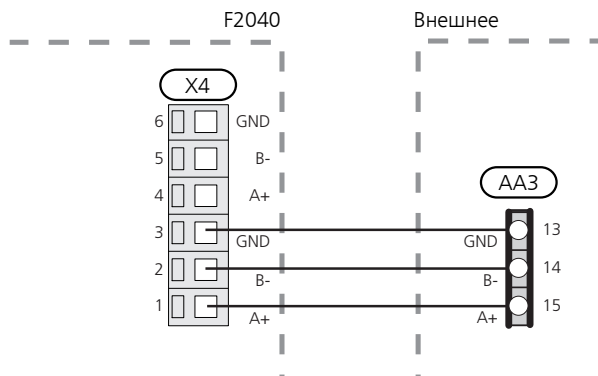 F2040 Внешнее
X4
6 GND
5 B-
4 A+
AA3
3 GND GND 13
2 B- B- 14
1 A+ A+ 15